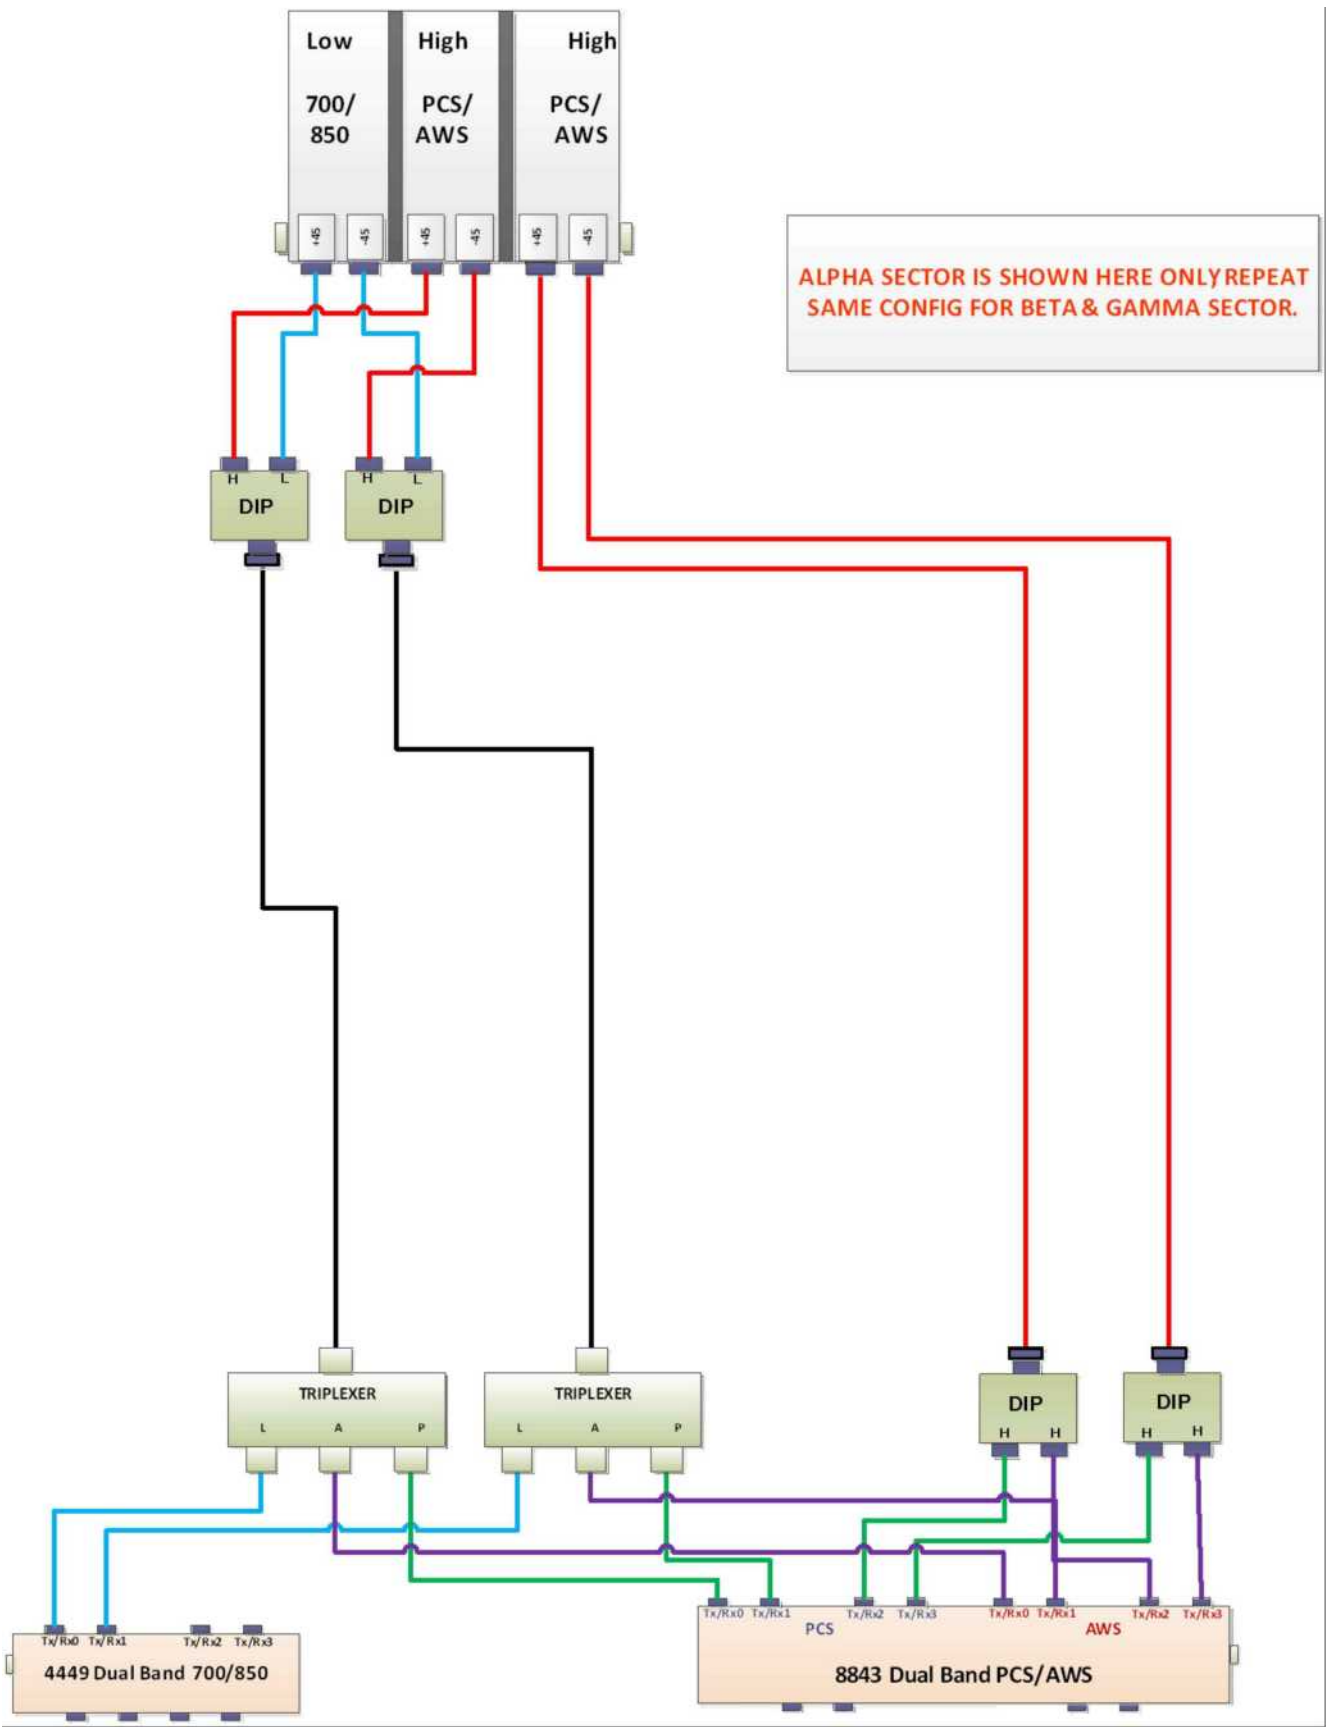 Low High High
700/ PCS/ PCS/
850 AWS AWS
+45 -45 +45 -45 +45 -45
ALPHA SECTOR IS SHOWN HERE ONLY REPEAT
SAME CONFIG FOR BETA & GAMMA SECTOR.
H L H L
DIP DIP
TRIPLEXER TRIPLEXER DIP DIP
L A P L A P H H H H
Tx/Rx0 Tx/Rx1 Tx/Rx2 Tx/Rx3 Tx/Rx0 Tx/Rx1 Tx/Rx2 Tx/Rx3
PCS AWS
Tx/Rx0 Tx/Rx1 Tx/Rx2 Tx/Rx3
4449 Dual Band 700/850 8843 Dual Band PCS/AWS